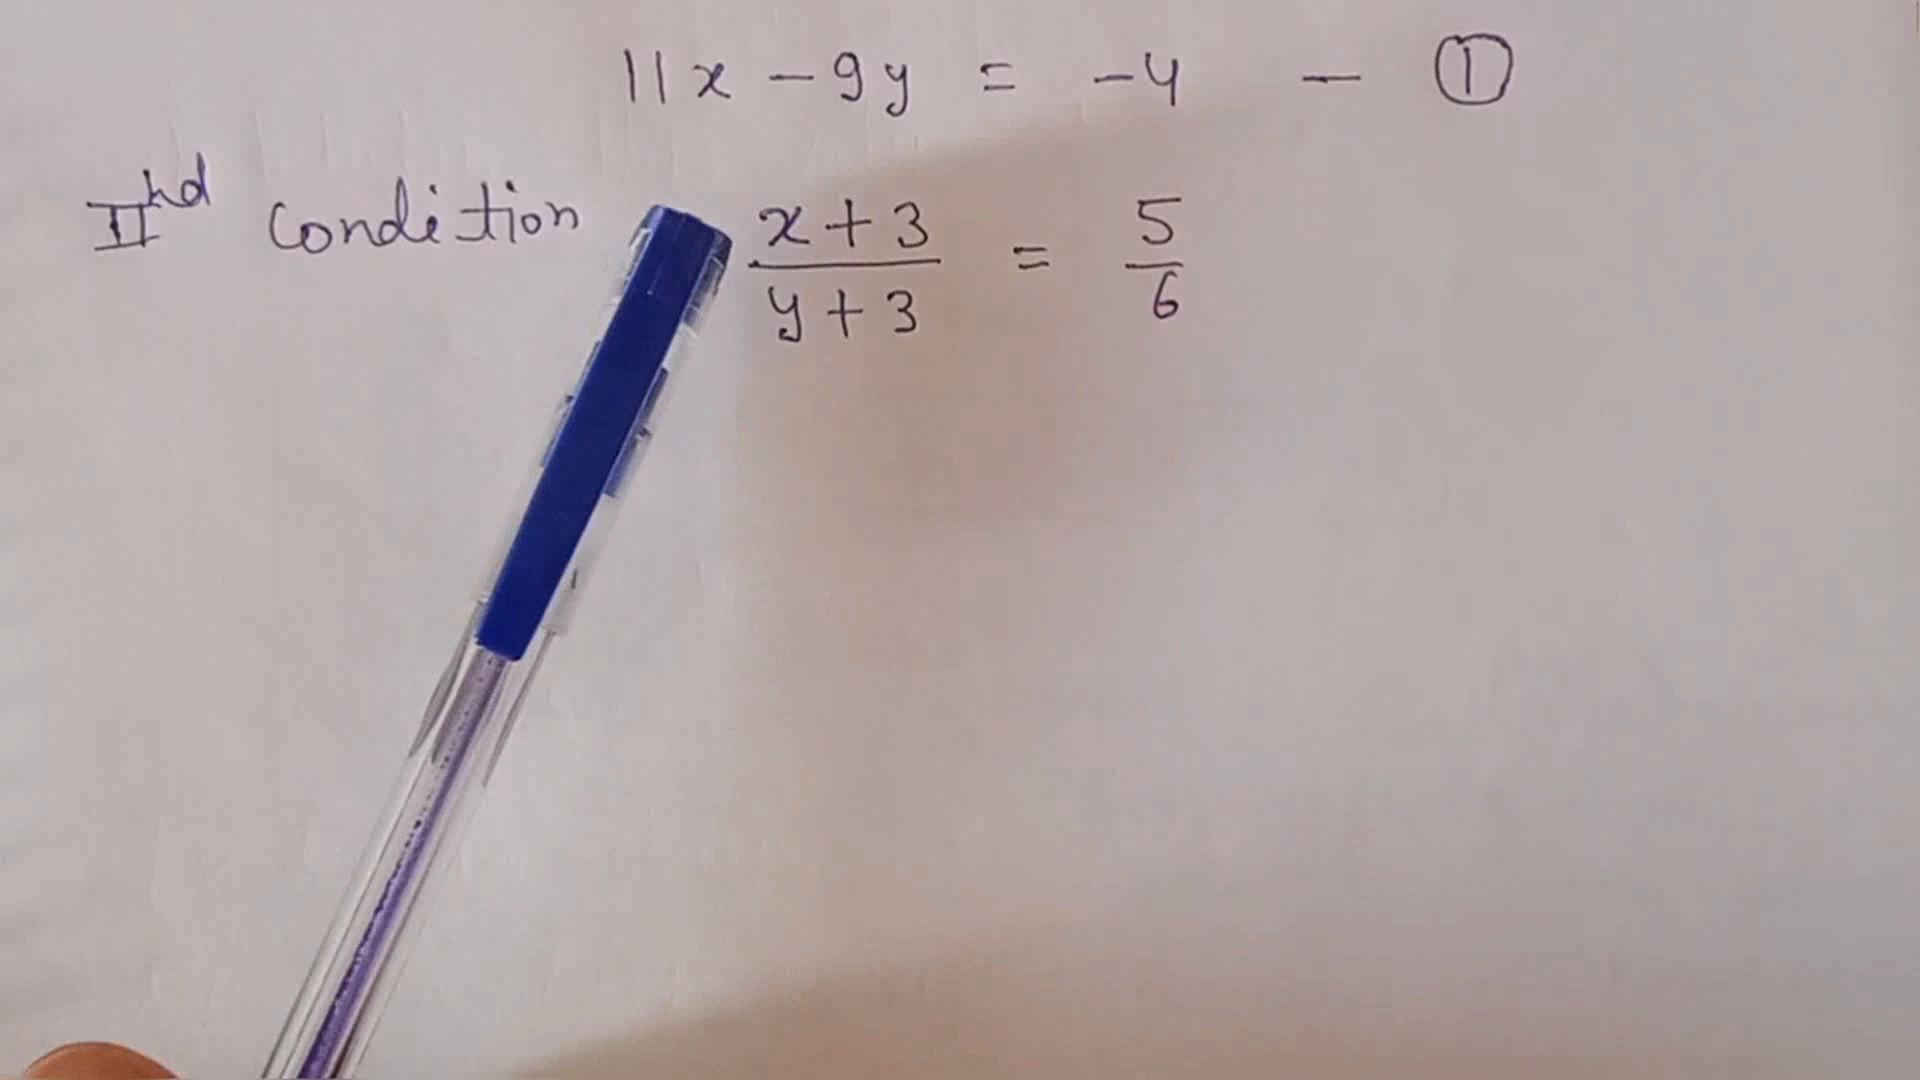 11x - 9y = -4 - ①
IInd condition x + 3 / y + 3 = 5 / 6